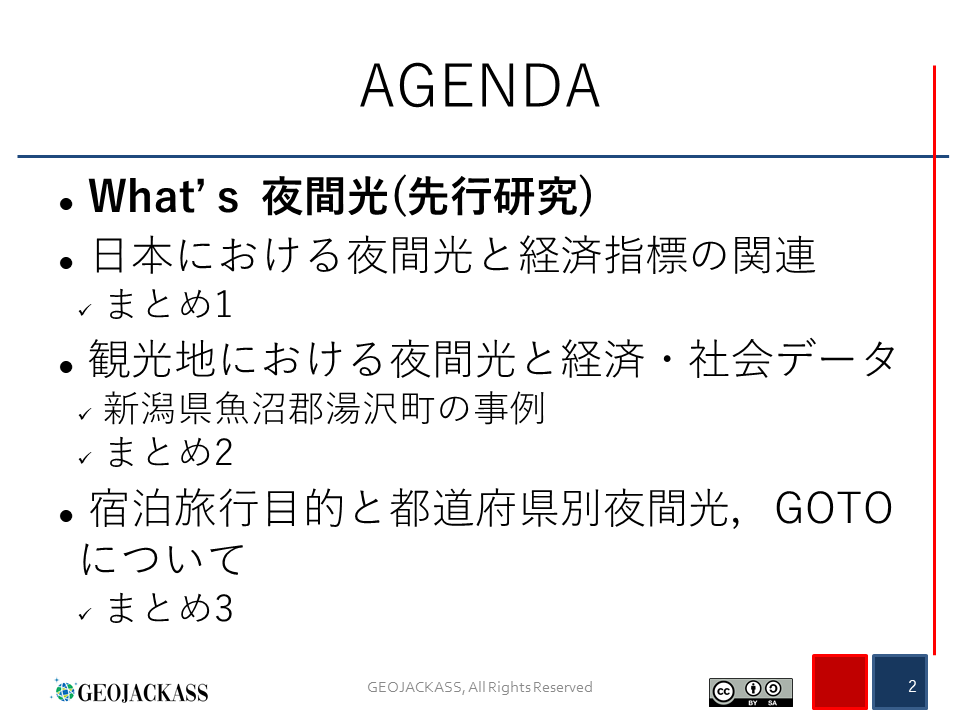 AGENDA
● What’s 夜間光(先行研究)
● 日本における夜間光と経済指標の関連
✓ まとめ1
● 観光地における夜間光と経済・社会データ
✓ 新潟県魚沼郡湯沢町の事例
✓ まとめ2
● 宿泊旅行目的と都道府県別夜間光，GOTO
について
✓ まとめ3
GEOJACKASS
GEOJACKASS, All Rights Reserved
cc BY SA
2